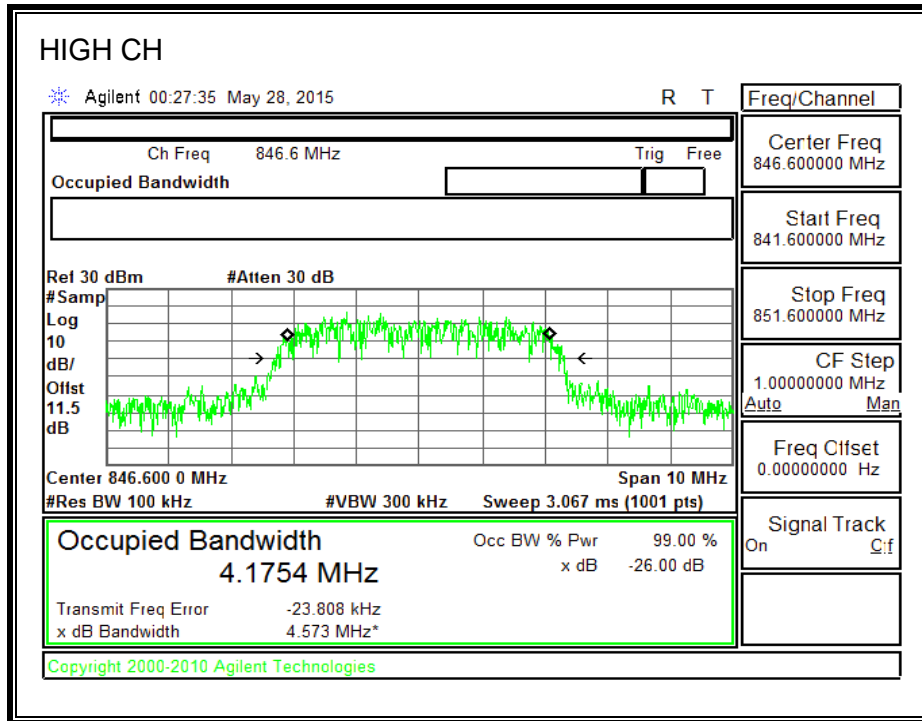 HIGH CH
Agilent 00:27:35 May 28, 2015 R T
Freq/Channel
Ch Freq 846.6 MHz Trig Free
Occupied Bandwidth
Center Freq
846.600000 MHz
Start Freq
841.600000 MHz
Stop Freq
851.600000 MHz
CF Step
1.00000000 MHz
Auto Man
Freq Offset
0.00000000 Hz
Signal Track
On Off
Ref 30 dBm #Atten 30 dB
#Samp
Log
10
dB/
Offst
11.5
dB
Center 846.600 0 MHz Span 10 MHz
#Res BW 100 kHz #VBW 300 kHz Sweep 3.067 ms (1001 pts)
Occupied Bandwidth Occ BW % Pwr 99.00 %
4.1754 MHz x dB -26.00 dB
Transmit Freq Error -23.808 kHz
x dB Bandwidth 4.573 MHz*
Copyright 2000-2010 Agilent Technologies